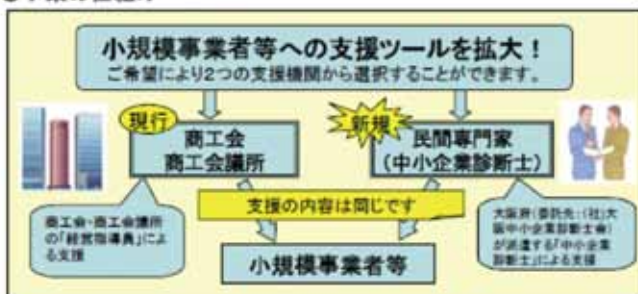 小規模事業者等への支援ツールを拡大！
ご希望により2つの支援機関から選択することができます。
現行
商工会
商工会議所
新規
民間専門家
(中小企業診断士)
支援の内容は同じです
商工会・商工会議所
の「経営指導員」によ
る支援
大阪府(委託先:(社)大
阪中小企業診断士会)
が派遣する「中小企業
診断士」による支援
小規模事業者等